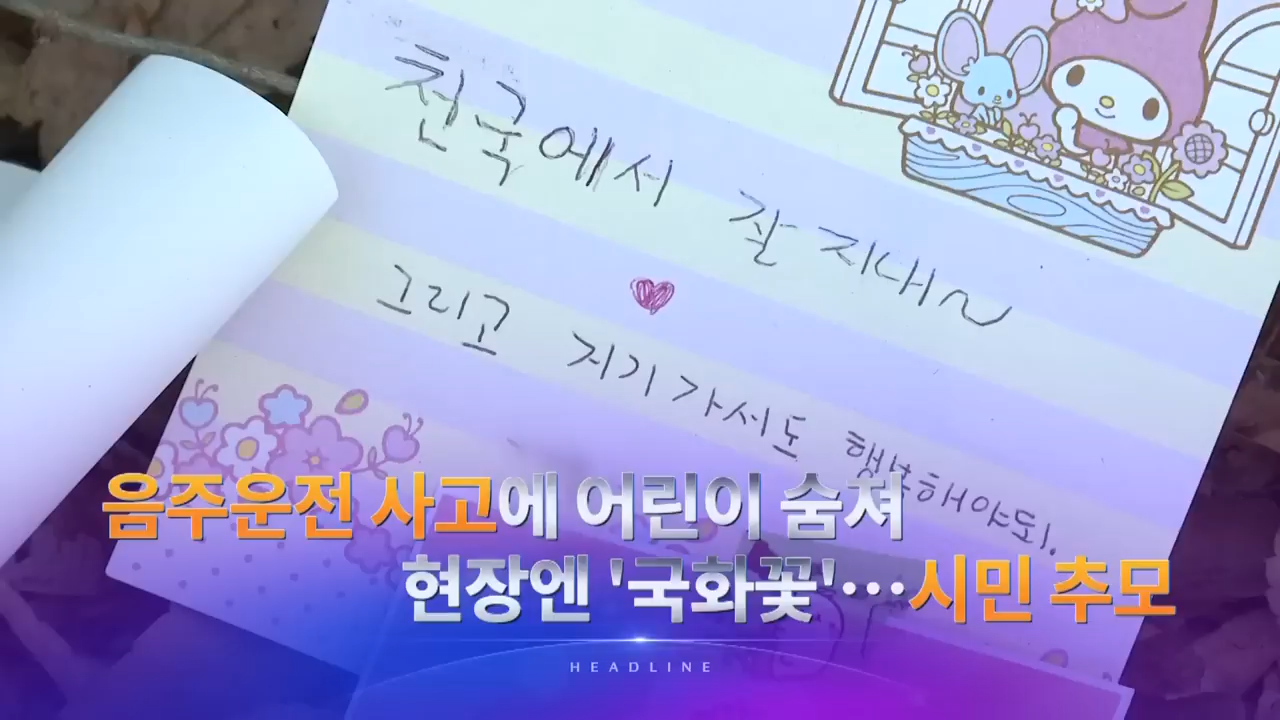 천국에서 잘 지내~
그리고 저기 가서도 행복해야되.
음주운전 사고에 어린이 숨져
현장엔 '국화꽃'…시민 추모
HEADLINE